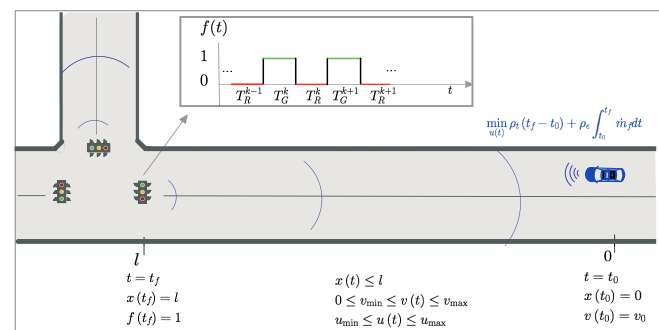 f(t)
1
0
... ...
T_R^{k-1} T_G^k T_R^k T_G^{k+1} T_R^{k+1} t
min_{u(t)} ρ_t(t_f − t_0) + ρ_e ∫_{t_0}^{t_f} ṁ_f dt
l 0
t = t_f
x(t_f) = l
f(t_f) = 1
x(t) ≤ l
0 ≤ v_min ≤ v(t) ≤ v_max
u_min ≤ u(t) ≤ u_max
t = t_0
x(t_0) = 0
v(t_0) = v_0